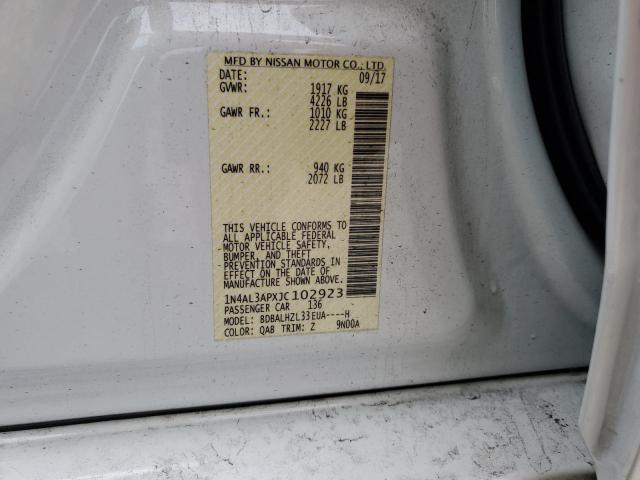 MFD BY NISSAN MOTOR CO., LTD.
DATE: 09/17
GVWR: 1917 KG
4226 LB
GAWR FR.: 1010 KG
2227 LB
GAWR RR.: 940 KG
2072 LB
THIS VEHICLE CONFORMS TO
ALL APPLICABLE FEDERAL
MOTOR VEHICLE SAFETY,
BUMPER, AND THEFT
PREVENTION STANDARDS IN
EFFECT ON THE DATE OF
MANUFACTURE SHOWN ABOVE.
1N4AL3APXJC102923
PASSENGER CAR 136
MODEL: BDBALHZL33EUA----H
COLOR: QAB TRIM: Z 9N00A